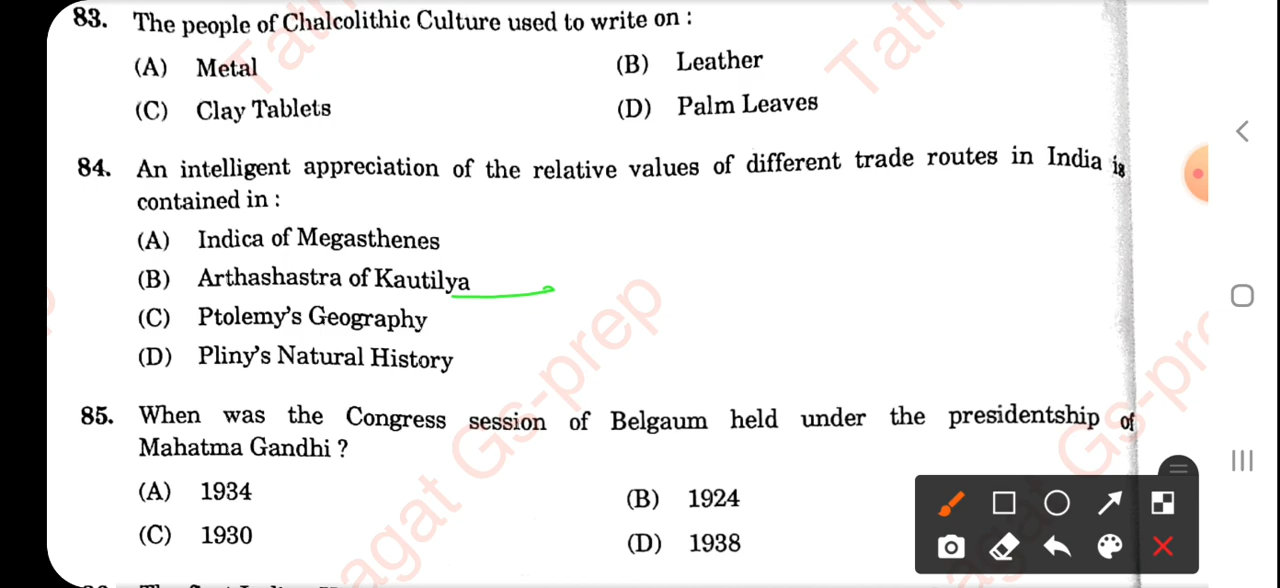 83. The people of Chalcolithic Culture used to write on :
(A) Metal (B) Leather
(C) Clay Tablets (D) Palm Leaves
84. An intelligent appreciation of the relative values of different trade routes in India is
contained in :
(A) Indica of Megasthenes
(B) Arthashastra of Kautilya
(C) Ptolemy's Geography
(D) Pliny's Natural History
85. When was the Congress session of Belgaum held under the presidentship of
Mahatma Gandhi ?
(A) 1934 (B) 1924
(C) 1930 (D) 1938